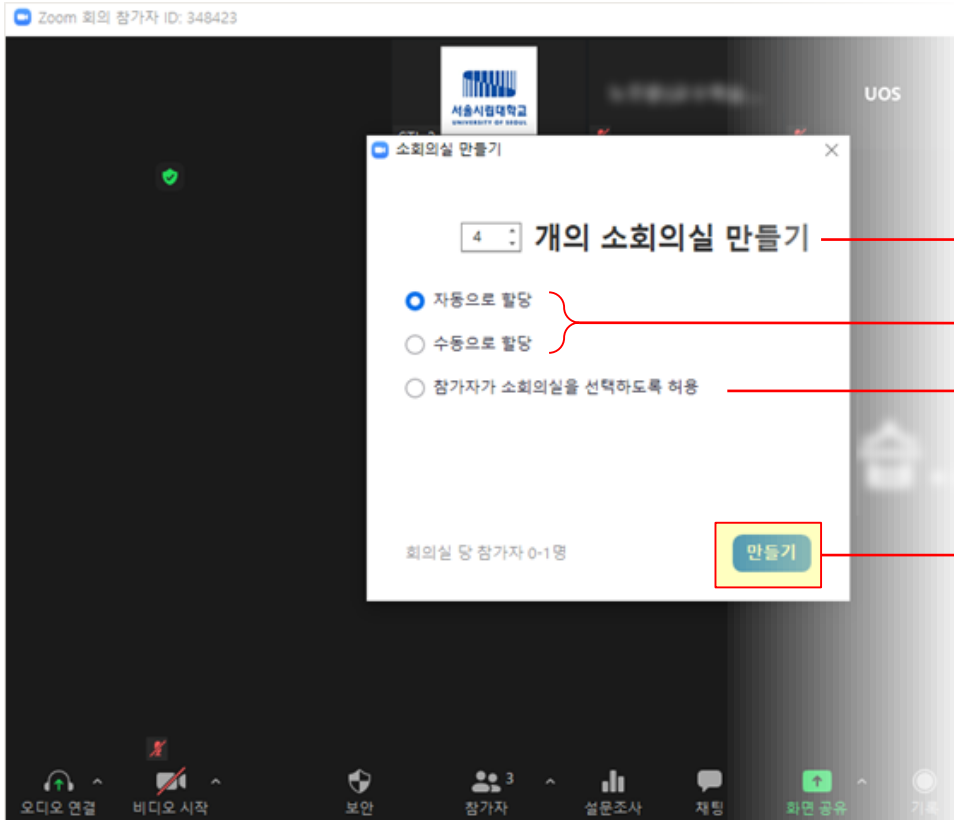 Zoom 회의 참가자 ID: 348423
서울시립대학교
UNIVERSITY OF SEOUL
UOS
소회의실 만들기
4 개의 소회의실 만들기
자동으로 할당
수동으로 할당
참가자가 소회의실을 선택하도록 허용
회의실 당 참가자 0-1명
만들기
오디오 연결
비디오 시작
보안
참가자
3
설문조사
채팅
화면 공유
기록